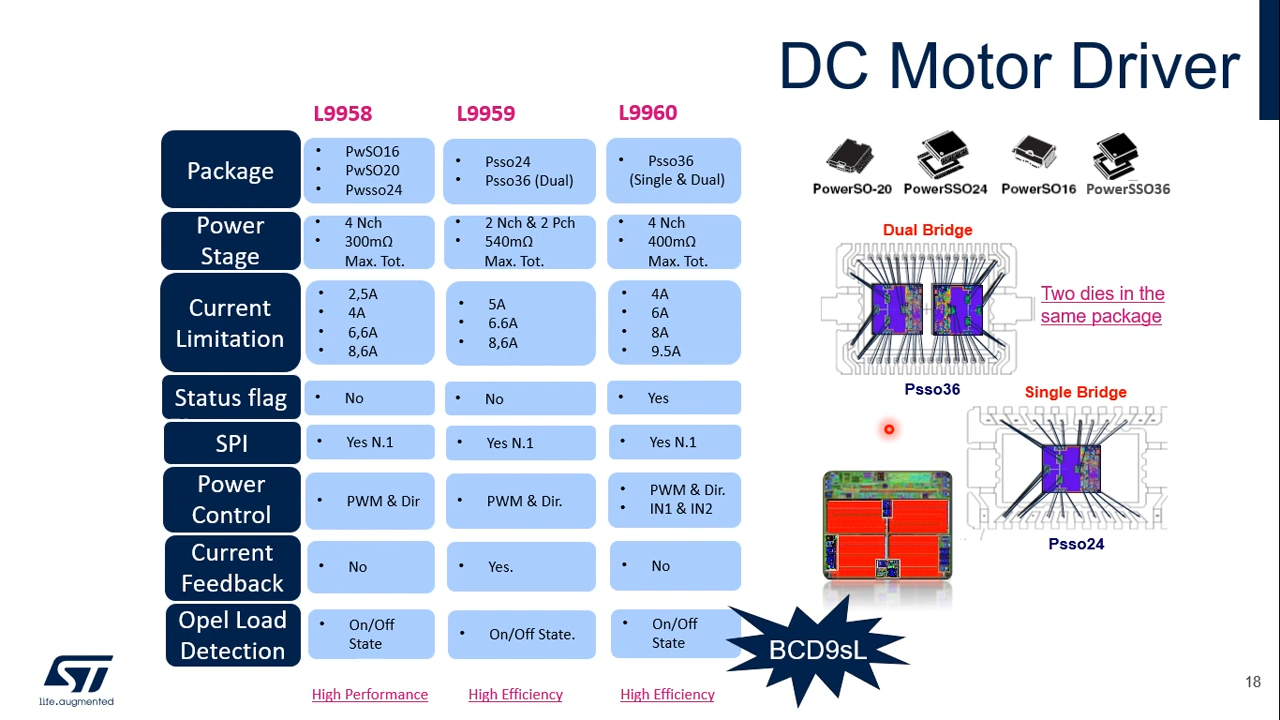 DC Motor Driver
L9958
L9959
L9960
Package
• PwSO16
• PwSO20
• Pwsso24
• Psso24
• Psso36 (Dual)
• Psso36
(Single & Dual)
Power
Stage
• 4 Nch
• 300mΩ
Max. Tot.
• 2 Nch & 2 Pch
• 540mΩ
Max. Tot.
• 4 Nch
• 400mΩ
Max. Tot.
Current
Limitation
• 2,5A
• 4A
• 6,6A
• 8,6A
• 5A
• 6.6A
• 8,6A
• 4A
• 6A
• 8A
• 9.5A
Status flag
• No
• No
• Yes
SPI
• Yes N.1
• Yes N.1
• Yes N.1
Power
Control
• PWM & Dir
• PWM & Dir.
• PWM & Dir.
• IN1 & IN2
Current
Feedback
• No
• Yes.
• No
Opel Load
Detection
• On/Off
State
• On/Off State.
• On/Off
State
High Performance
High Efficiency
High Efficiency
PowerSO-20
PowerSSO24
PowerSO16
PowerSSO36
Dual Bridge
Two dies in the
same package
Psso36
Single Bridge
Psso24
BCD9sL
ST
life.augmented
18